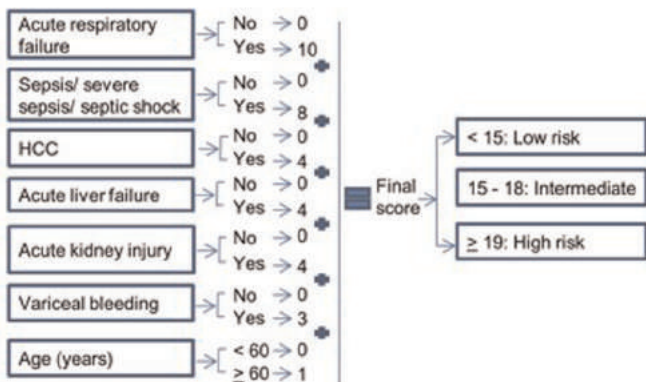 Acute respiratory
failure
No → 0
Yes → 10
Sepsis/ severe
sepsis/ septic shock
No → 0
Yes → 8
HCC
No → 0
Yes → 4
Acute liver failure
No → 0
Yes → 4
Acute kidney injury
No → 0
Yes → 4
Variceal bleeding
No → 0
Yes → 3
Age (years)
< 60 → 0
≥ 60 → 1
Final
score
< 15: Low risk
15 - 18: Intermediate
≥ 19: High risk